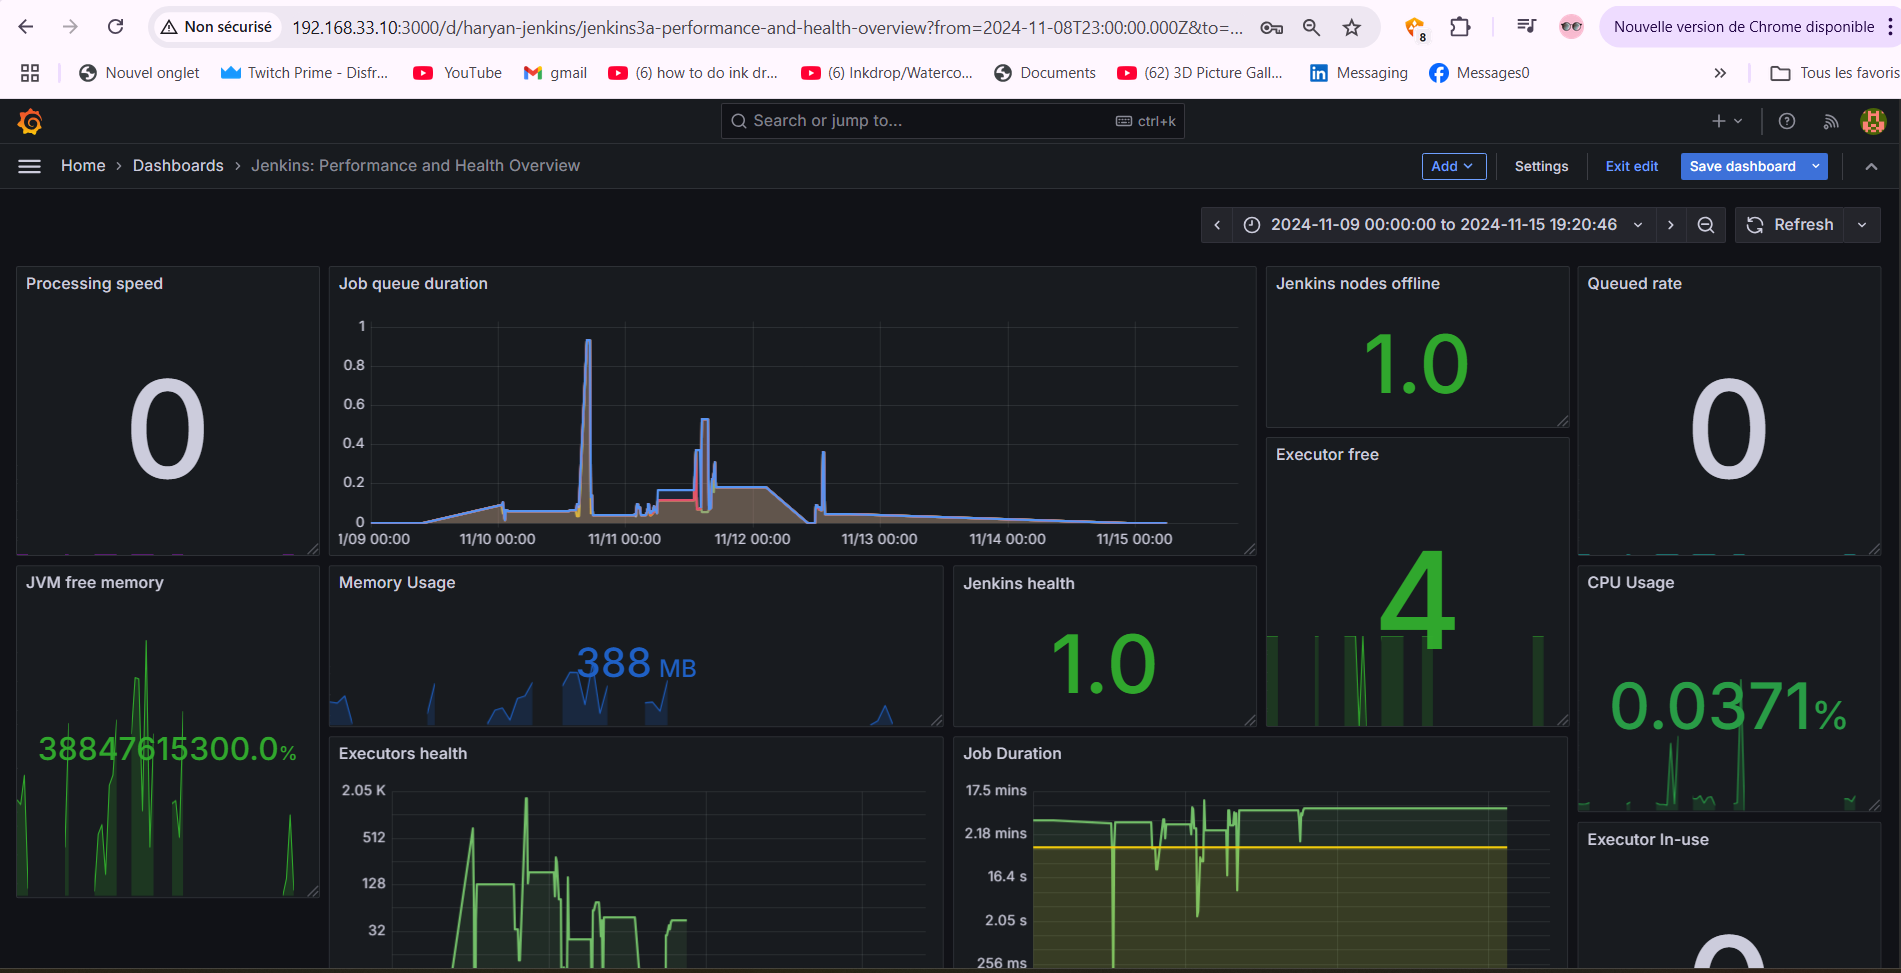 Non sécurisé
192.168.33.10:3000/d/haryan-jenkins/jenkins3a-performance-and-health-overview?from=2024-11-08T23:00:00.000Z&to=...
8
Nouvelle version de Chrome disponible
Nouvel onglet
Twitch Prime - Disfr...
YouTube
gmail
(6) how to do ink dr...
(6) Inkdrop/Waterco...
Documents
(62) 3D Picture Gall...
Messaging
Messages0
Tous les favoris
Search or jump to...
ctrl+k
Home > Dashboards > Jenkins: Performance and Health Overview
Add
Settings
Exit edit
Save dashboard
2024-11-09 00:00:00 to 2024-11-15 19:20:46
Refresh
Processing speed
0
Job queue duration
1
0.8
0.6
0.4
0.2
0
1/09 00:00
11/10 00:00
11/11 00:00
11/12 00:00
11/13 00:00
11/14 00:00
11/15 00:00
Jenkins nodes offline
1.0
Queued rate
0
Executor free
4
JVM free memory
38847615300.0%
Memory Usage
388 MB
Jenkins health
1.0
CPU Usage
0.0371%
Executors health
2.05 K
512
128
32
Job Duration
17.5 mins
2.18 mins
16.4 s
2.05 s
256 ms
Executor In-use
0